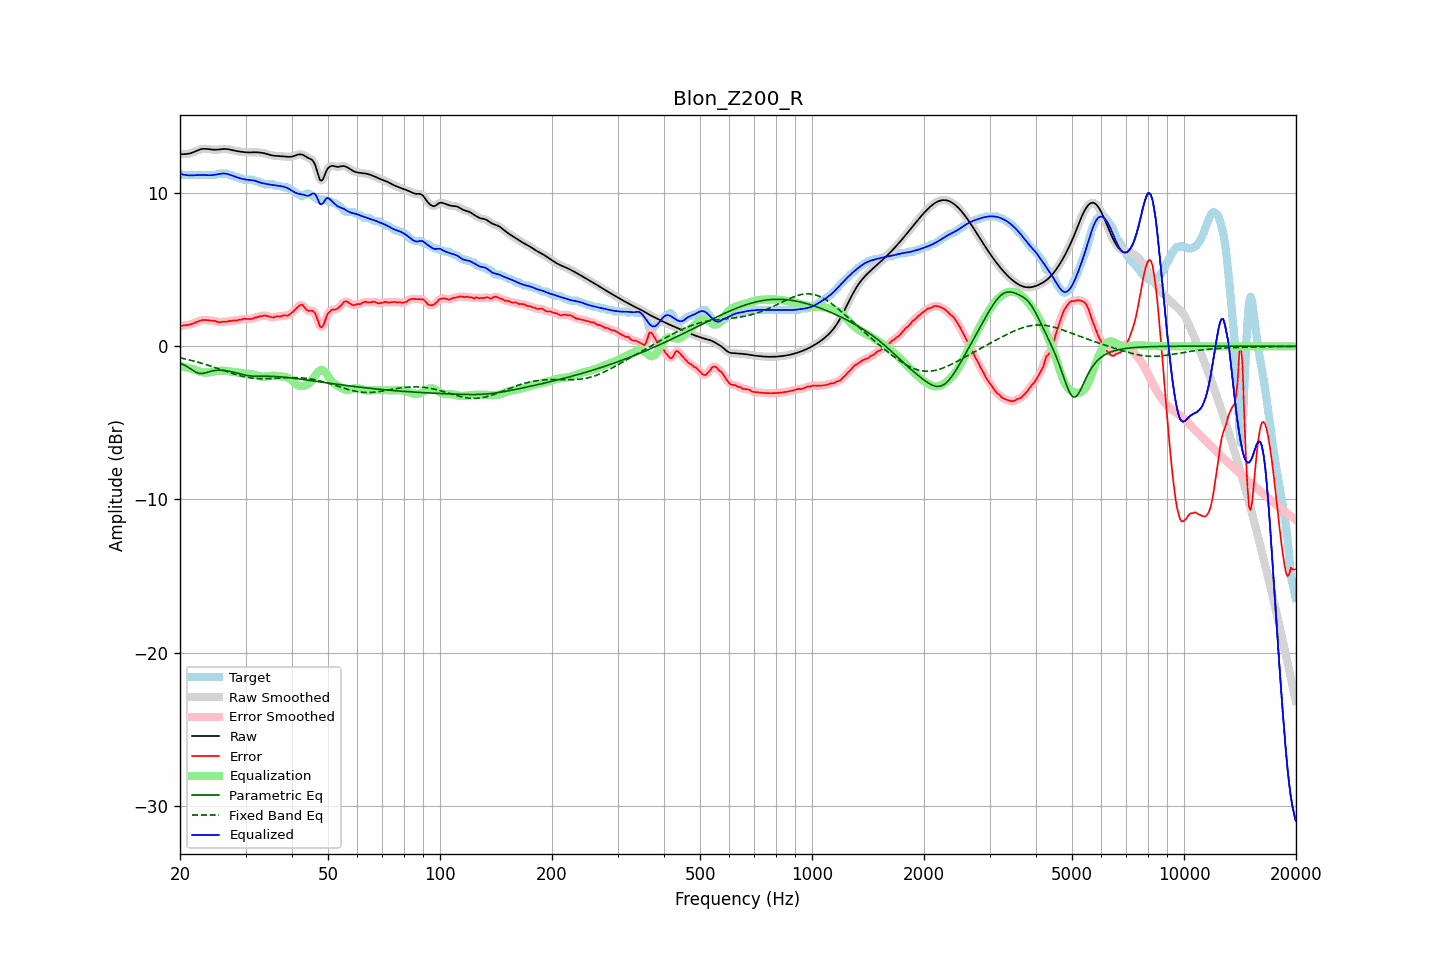 Blon_Z200_R
Amplitude (dBr)
10
0
−10
−20
−30
Target
Raw Smoothed
Error Smoothed
Raw
Error
Equalization
Parametric Eq
Fixed Band Eq
Equalized
20 50 100 200 500 1000 2000 5000 10000 20000
Frequency (Hz)